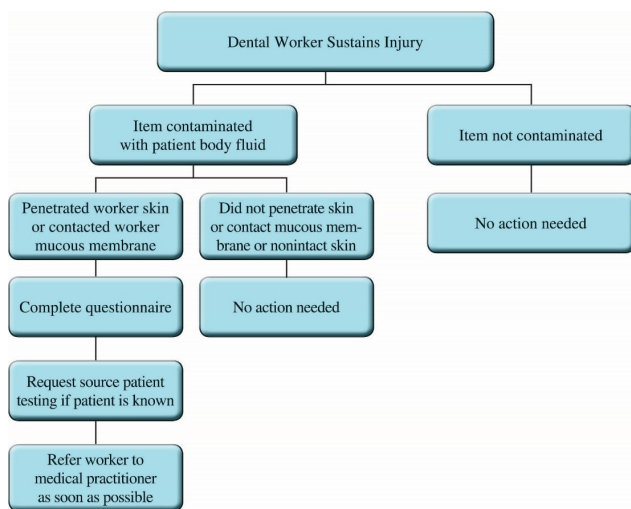 Dental Worker Sustains Injury
Item contaminated
with patient body fluid
Item not contaminated
Penetrated worker skin
or contacted worker
mucous membrane
Did not penetrate skin
or contact mucous mem-
brane or nonintact skin
No action needed
Complete questionnaire
No action needed
Request source patient
testing if patient is known
Refer worker to
medical practitioner
as soon as possible